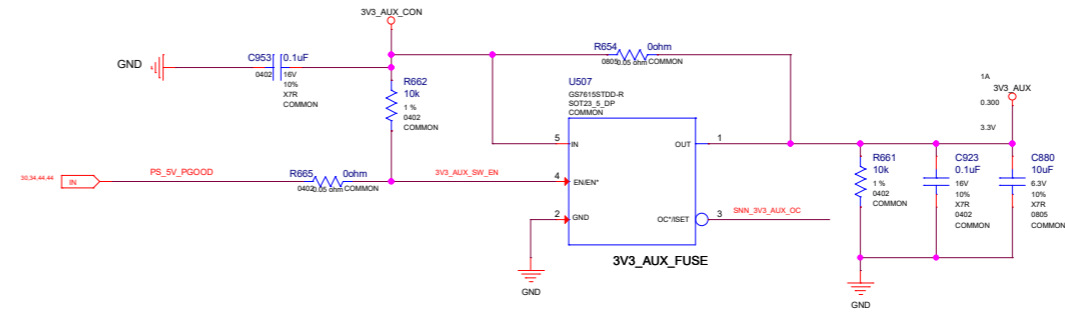 3V3_AUX_CON
GND
C953 0.1uF
0402 16V
10%
X7R
COMMON
R662
10k
1 %
0402
COMMON
R654 0ohm
0805 0.05 ohm COMMON
U507
GS7615STDD-R
SOT23_5_DP
COMMON
5 IN
OUT 1
4 EN/EN*
2 GND
OC*/ISET 3
3V3_AUX_FUSE
30,34,44,44 IN
PS_5V_PGOOD
R665 0ohm
0402 0.05 ohm COMMON
3V3_AUX_SW_EN
SNN_3V3_AUX_OC
GND
1A
3V3_AUX
0.300
3.3V
R661
10k
1 %
0402
COMMON
C923
0.1uF
16V
10%
X7R
0402
COMMON
C880
10uF
6.3V
10%
X7R
0805
COMMON
GND